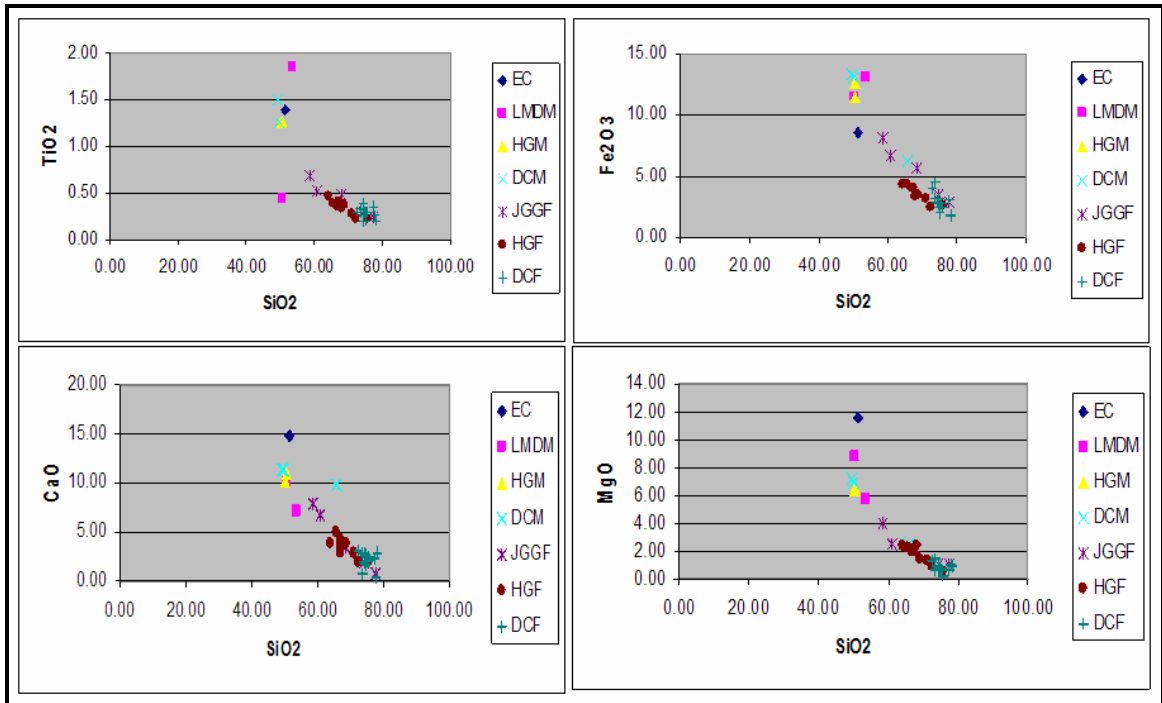 2.00
1.50
1.00
0.50
0.00
TiO2
0.00 20.00 40.00 60.00 80.00 100.00
SiO2
EC
LMDM
HGM
DCM
JGGF
HGF
DCF
15.00
10.00
5.00
0.00
Fe2O3
0.00 20.00 40.00 60.00 80.00 100.00
SiO2
EC
LMDM
HGM
DCM
JGGF
HGF
DCF
20.00
15.00
10.00
5.00
0.00
CaO
0.00 20.00 40.00 60.00 80.00 100.00
SiO2
EC
LMDM
HGM
DCM
JGGF
HGF
DCF
14.00
12.00
10.00
8.00
6.00
4.00
2.00
0.00
MgO
0.00 20.00 40.00 60.00 80.00 100.00
SiO2
EC
LMDM
HGM
DCM
JGGF
HGF
DCF